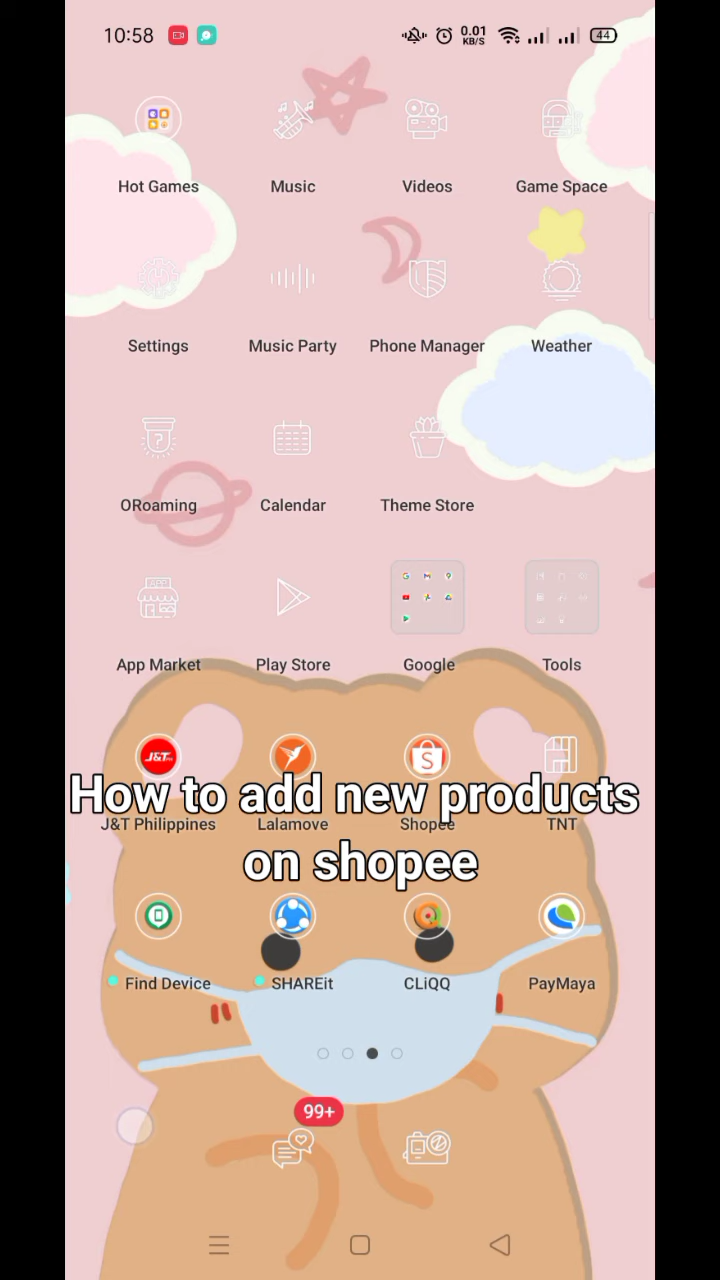 10:58
0.01
KB/S
44
Hot Games
Music
Videos
Game Space
Settings
Music Party
Phone Manager
Weather
ORoaming
Calendar
Theme Store
APP
App Market
Play Store
Google
Tools
J&T
S
How to add new products
J&T Philippines
Lalamove
Shopee
TNT
on shopee
Find Device
SHAREit
CLiQQ
PayMaya
99+